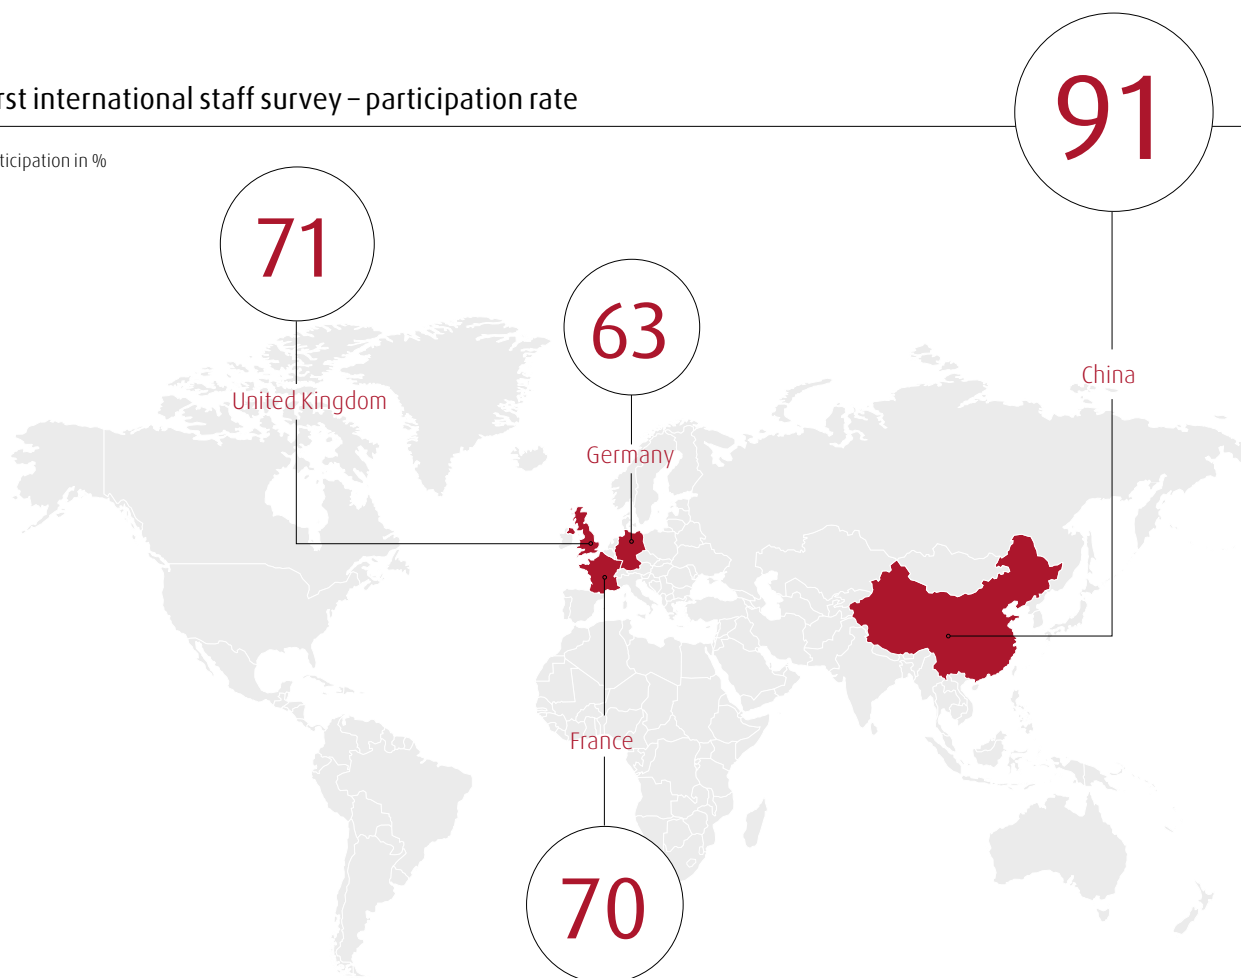 rst international staff survey – participation rate
ticipation in %
91
71
63
China
United Kingdom
Germany
France
70